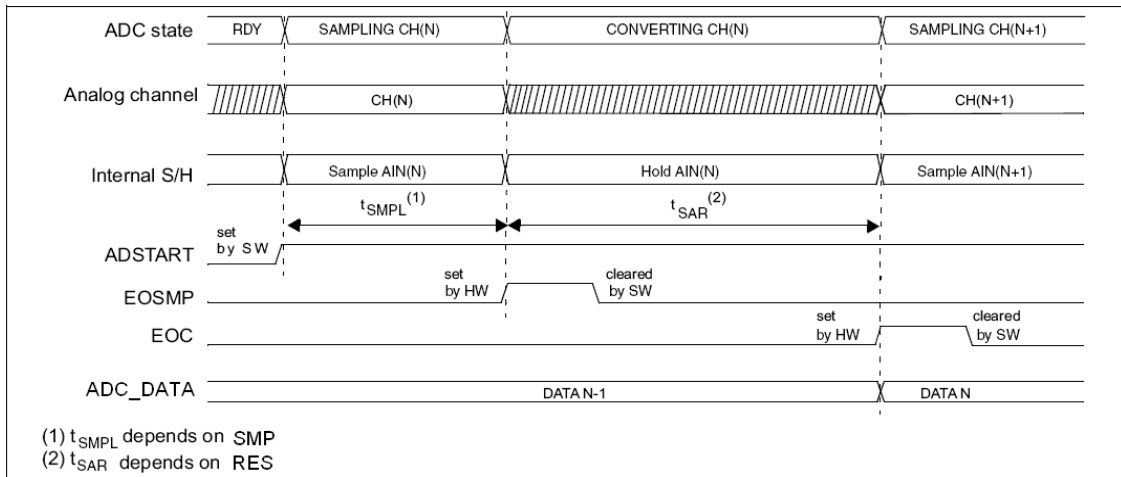 ADC state RDY SAMPLING CH(N) CONVERTING CH(N) SAMPLING CH(N+1)
Analog channel CH(N) CH(N+1)
Internal S/H Sample AIN(N) Hold AIN(N) Sample AIN(N+1)
tSMPL(1) tSAR(2)
set
by SW
ADSTART
set cleared
by HW by SW
EOSMP
set cleared
by HW by SW
EOC
ADC_DATA DATA N-1 DATA N
(1) tSMPL depends on SMP
(2) tSAR depends on RES